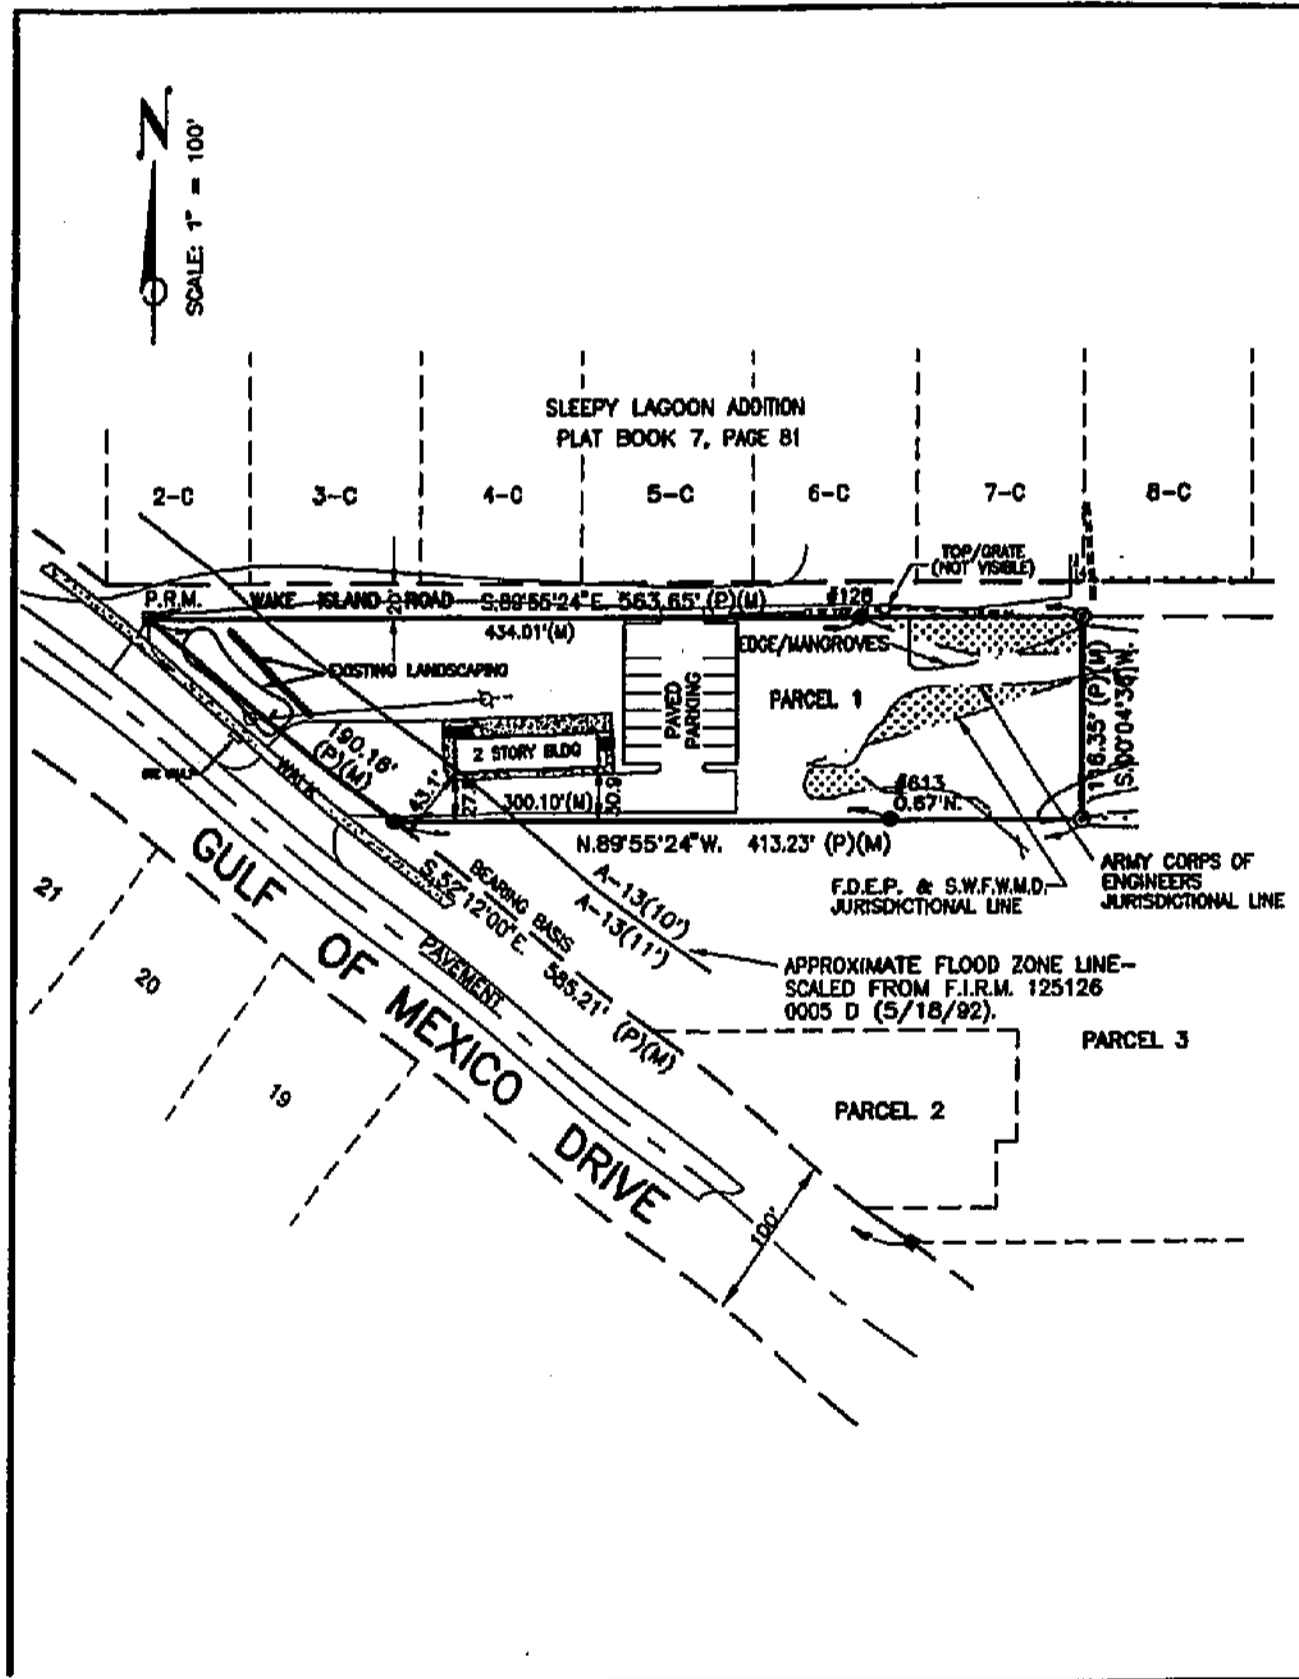 N
SCALE: 1" = 100'
SLEEPY LAGOON ADDITION
PLAT BOOK 7, PAGE 81
2-C
3-C
4-C
5-C
6-C
7-C
8-C
TOP/GRATE
(NOT VISIBLE)
P.R.M.
WAKE ISLAND ROAD
20'
S.89°55'24"E. 563.65' (P)(M)
#128
434.01'(M)
EDGE/MANGROVES
EXISTING LANDSCAPING
PAVED
PARKING
PARCEL 1
116.35' (P)(M)
S.00°04'36"W.
190.16'
(P)(M)
2 STORY BLDG
WALK
43.1'
300.10'(M)
30.9
#613
0.67'N.
N.89°55'24"W. 413.23' (P)(M)
ARMY CORPS OF
ENGINEERS
JURISDICTIONAL LINE
F.D.E.P. & S.W.F.W.M.D.
JURISDICTIONAL LINE
A-13(10')
A-13(11')
BEARING BASIS
S.52°12'00"E. 585.21' (P)(M)
APPROXIMATE FLOOD ZONE LINE-
SCALED FROM F.I.R.M. 125126
0005 D (5/18/92).
PAVEMENT
GULF OF MEXICO DRIVE
21
20
19
PARCEL 3
PARCEL 2
100'